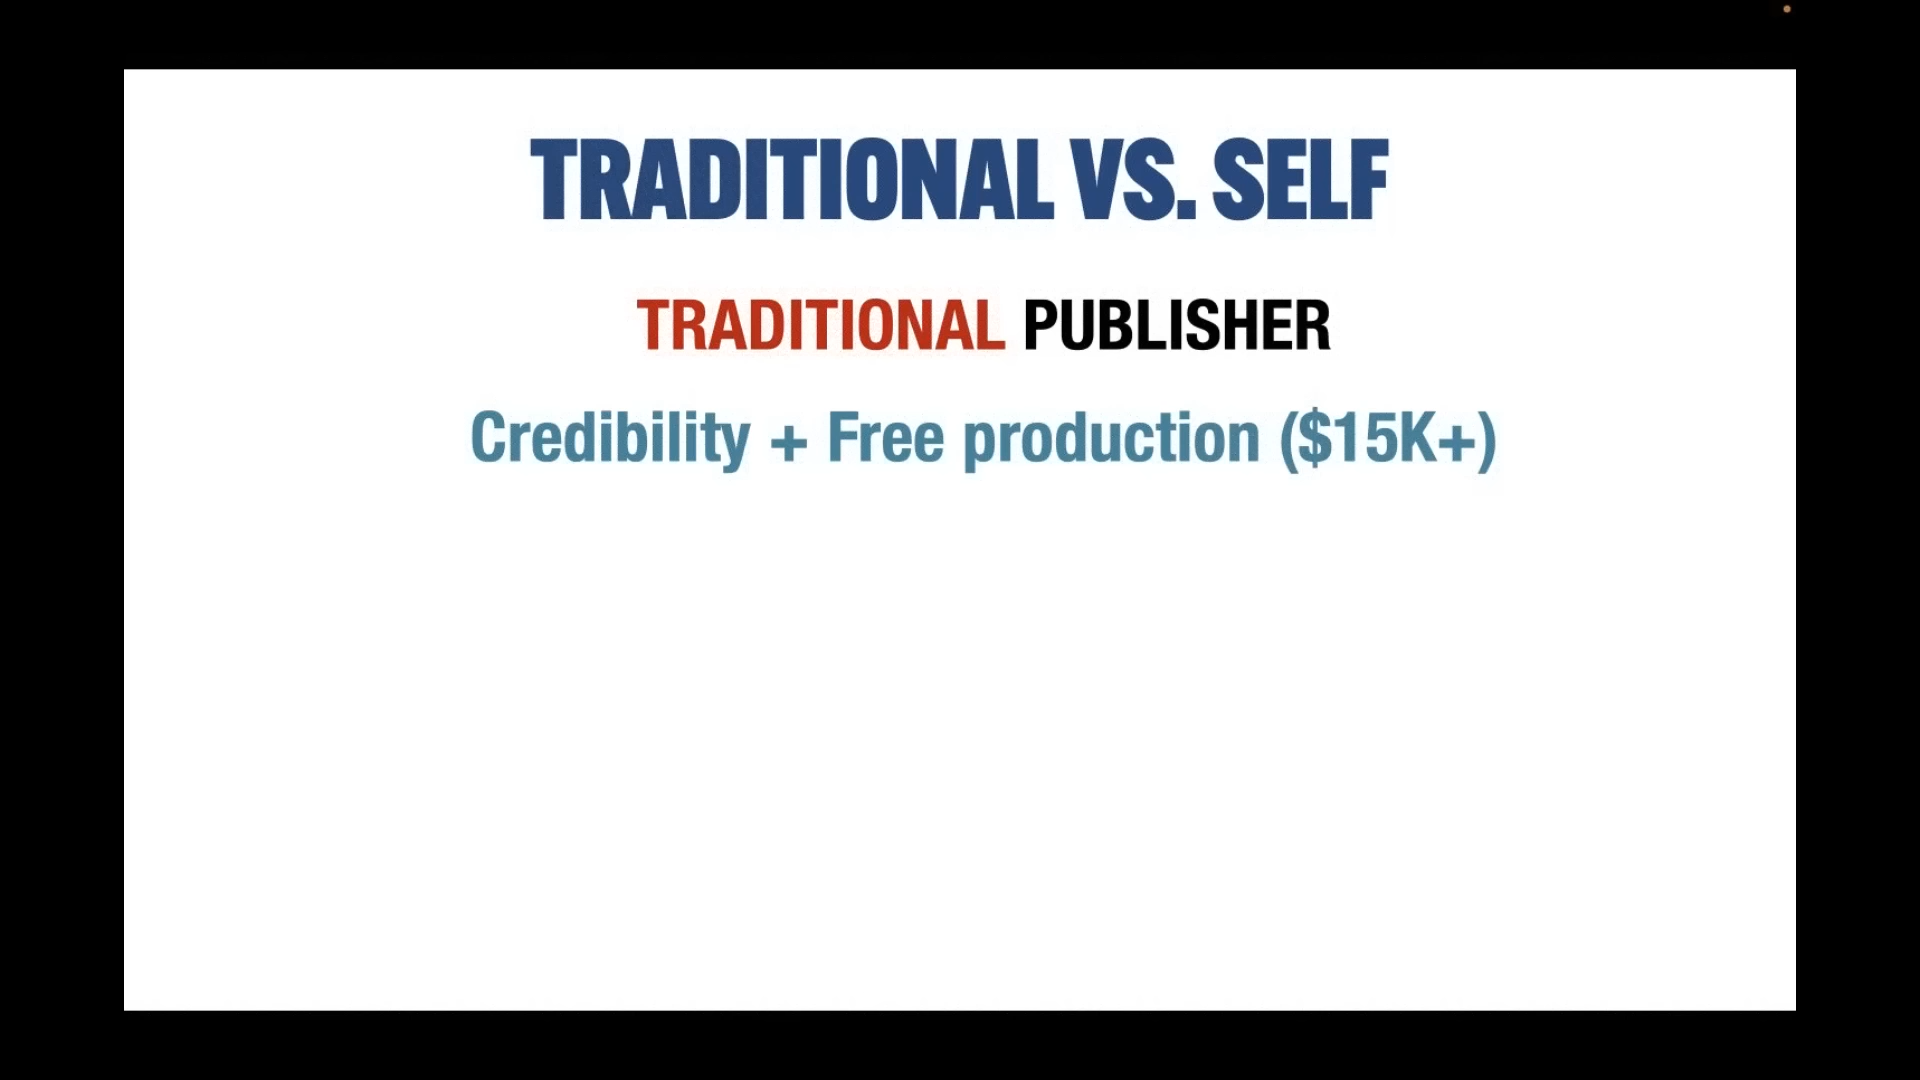 TRADITIONAL VS. SELF
TRADITIONAL PUBLISHER
Credibility + Free production ($15K+)